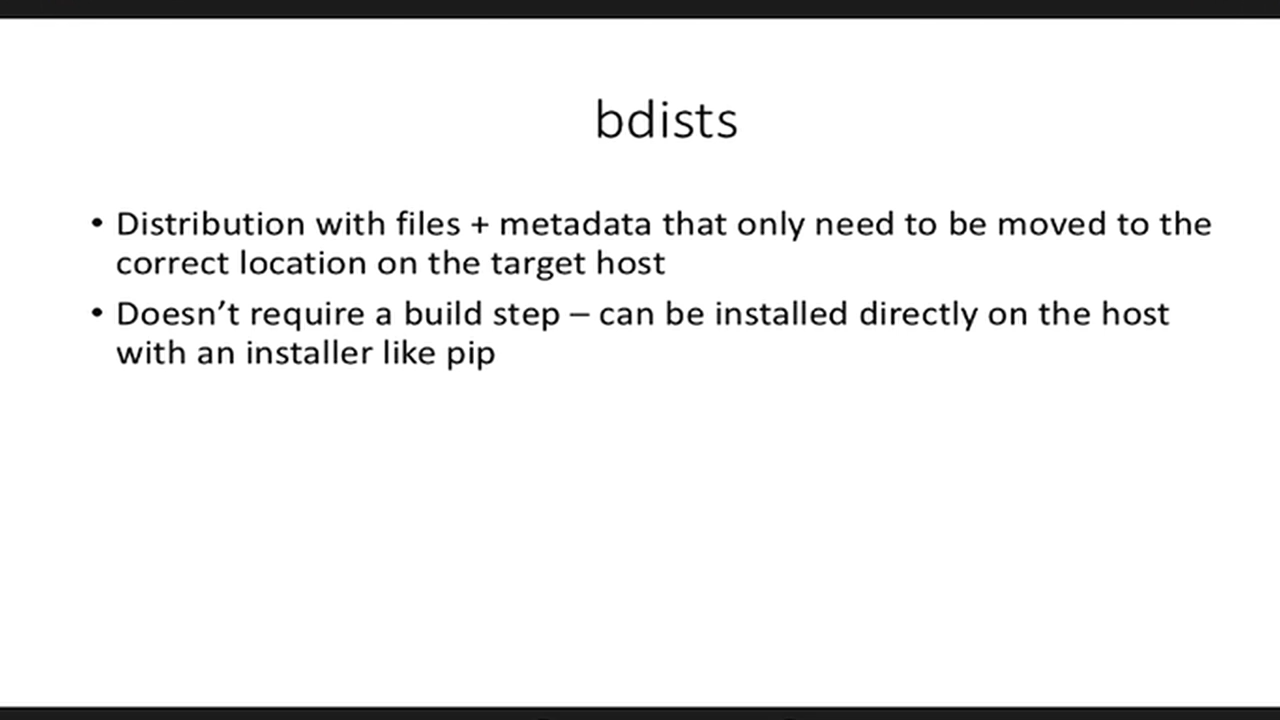 bdists
• Distribution with files + metadata that only need to be moved to the
correct location on the target host
• Doesn’t require a build step – can be installed directly on the host
with an installer like pip